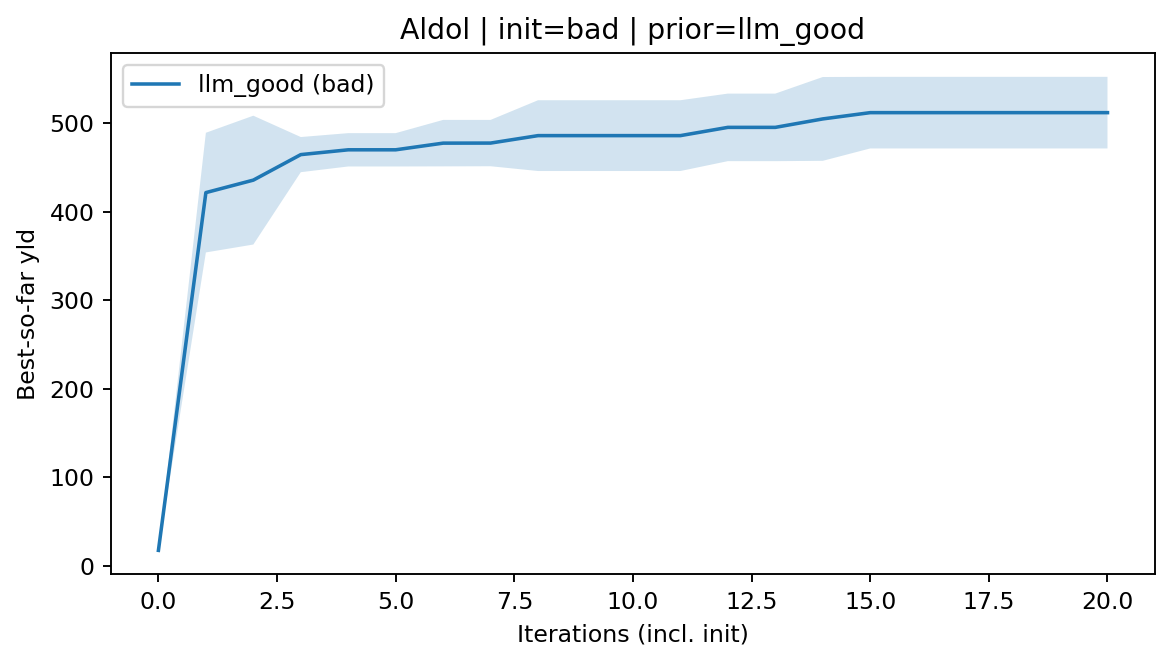 Aldol | init=bad | prior=llm_good
llm_good (bad)
Best-so-far yld
500
400
300
200
100
0
0.0 2.5 5.0 7.5 10.0 12.5 15.0 17.5 20.0
Iterations (incl. init)